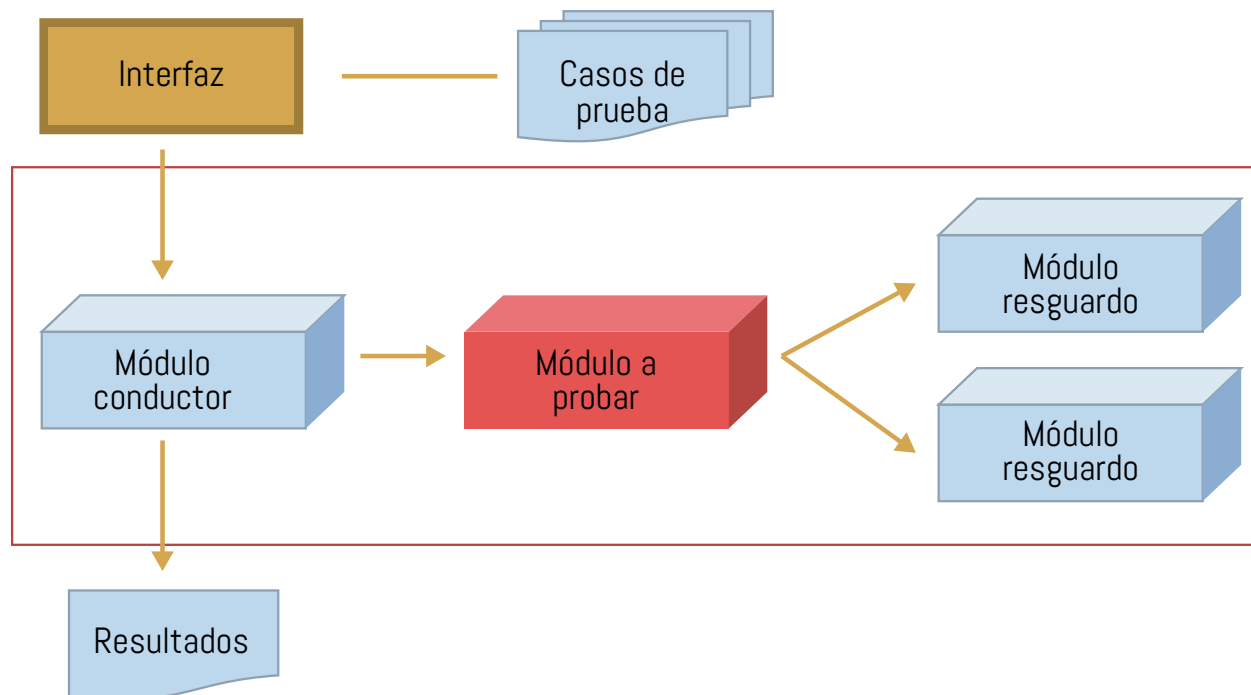 Interfaz
Casos de
prueba
Módulo
resguardo
Módulo
conductor
Módulo a
probar
Módulo
resguardo
Resultados